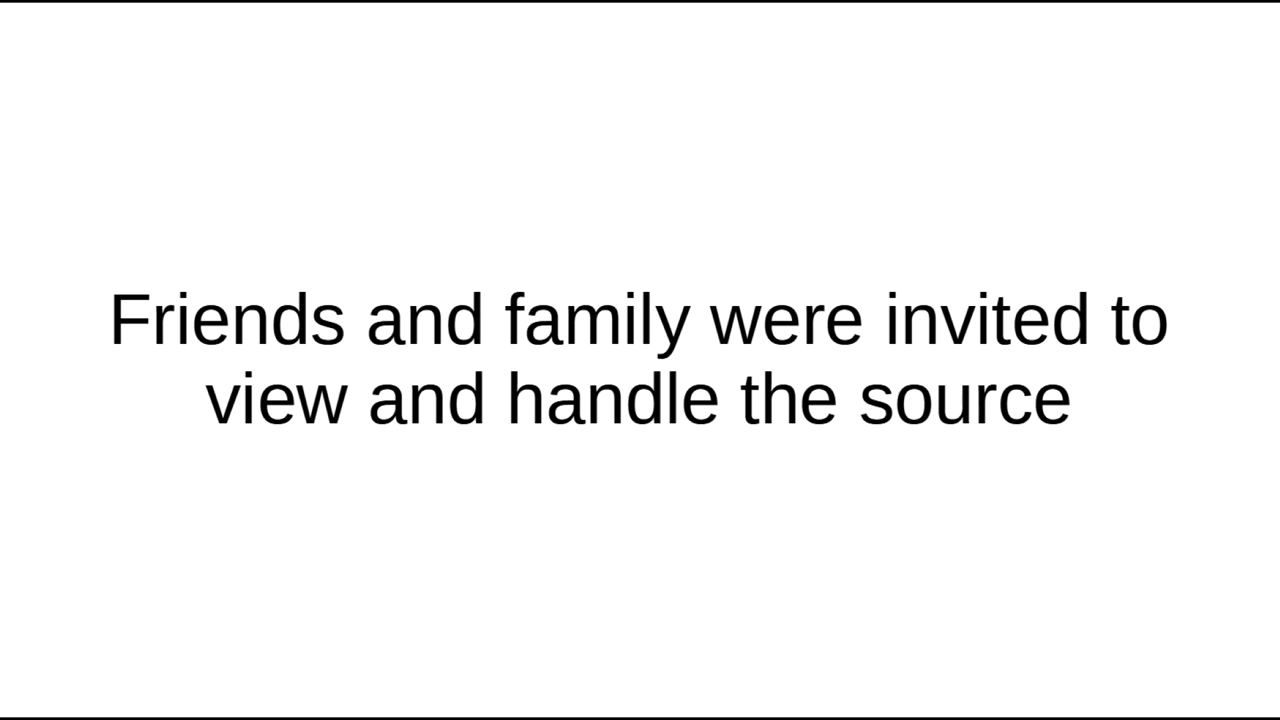 Friends and family were invited to
view and handle the source